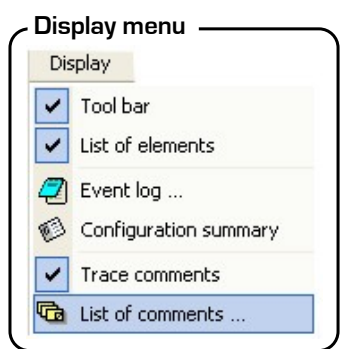 Display menu
Display
Tool bar
List of elements
Event log ...
Configuration summary
Trace comments
List of comments ...